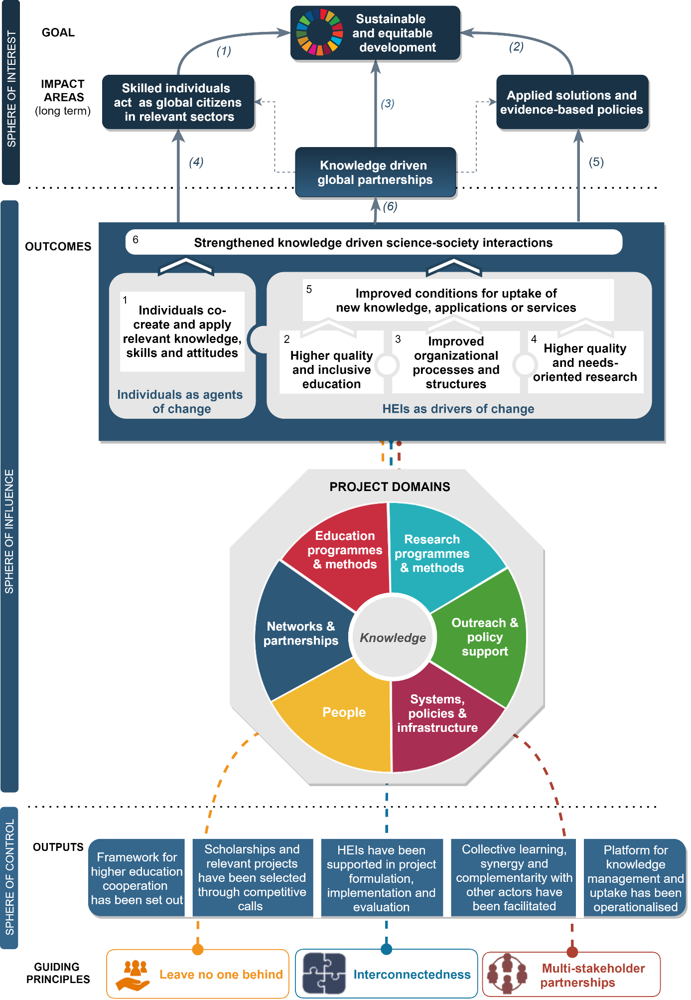 SPHERE OF INTEREST
GOAL
Sustainable
and equitable
development
(1)
(2)
IMPACT
AREAS
(long term)
Skilled individuals
act as global citizens
in relevant sectors
(3)
Applied solutions and
evidence-based policies
(4)
Knowledge driven
global partnerships
(5)
(6)
SPHERE OF INFLUENCE
OUTCOMES
6
Strengthened knowledge driven science-society interactions
1
Individuals co-
create and apply
relevant knowledge,
skills and attitudes
Individuals as agents
of change
5
Improved conditions for uptake of
new knowledge, applications or services
2
Higher quality
and inclusive
education
3
Improved
organizational
processes and
structures
4
Higher quality
and needs-
oriented research
HEIs as drivers of change
PROJECT DOMAINS
Education
programmes
& methods
Research
programmes
& methods
Networks &
partnerships
Knowledge
Outreach &
policy
support
People
Systems,
policies &
infrastructure
SPHERE OF CONTROL
OUTPUTS
Framework for
higher education
cooperation
has been set out
Scholarships and
relevant projects
have been selected
through competitive
calls
HEIs have been
supported in project
formulation,
implementation and
evaluation
Collective learning,
synergy and
complementarity with
other actors have
been facilitated
Platform for
knowledge
management and
uptake has been
operationalised
GUIDING
PRINCIPLES
Leave no one behind
Interconnectedness
Multi-stakeholder
partnerships